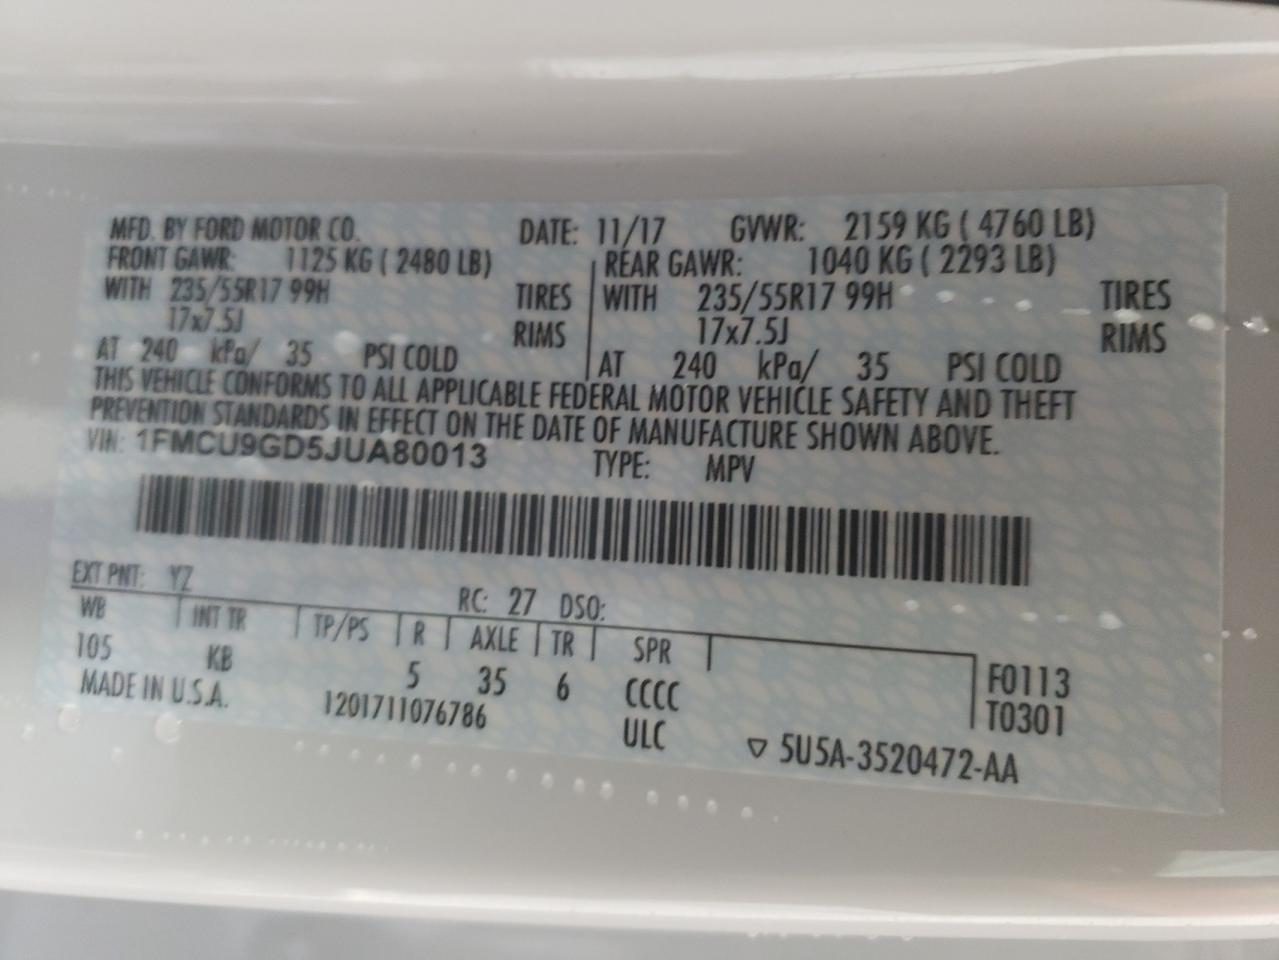 MFD. BY FORD MOTOR CO. DATE: 11/17 GVWR: 2159 KG ( 4760 LB)
FRONT GAWR: 1125 KG ( 2480 LB) REAR GAWR: 1040 KG ( 2293 LB)
WITH 235/55R17 99H TIRES WITH 235/55R17 99H TIRES
17x7.5J RIMS 17x7.5J RIMS
AT 240 kPa/ 35 PSI COLD AT 240 kPa/ 35 PSI COLD
THIS VEHICLE CONFORMS TO ALL APPLICABLE FEDERAL MOTOR VEHICLE SAFETY AND THEFT
PREVENTION STANDARDS IN EFFECT ON THE DATE OF MANUFACTURE SHOWN ABOVE.
VIN: 1FMCU9GD5JUA80013 TYPE: MPV
EXT PNT: YZ RC: 27 DSO:
WB INT TR TP/PS R AXLE TR SPR
105 KB 5 35 6 CCCC F0113
MADE IN U.S.A. 1201711076786 ULC T0301
▽ 5U5A-3520472-AA